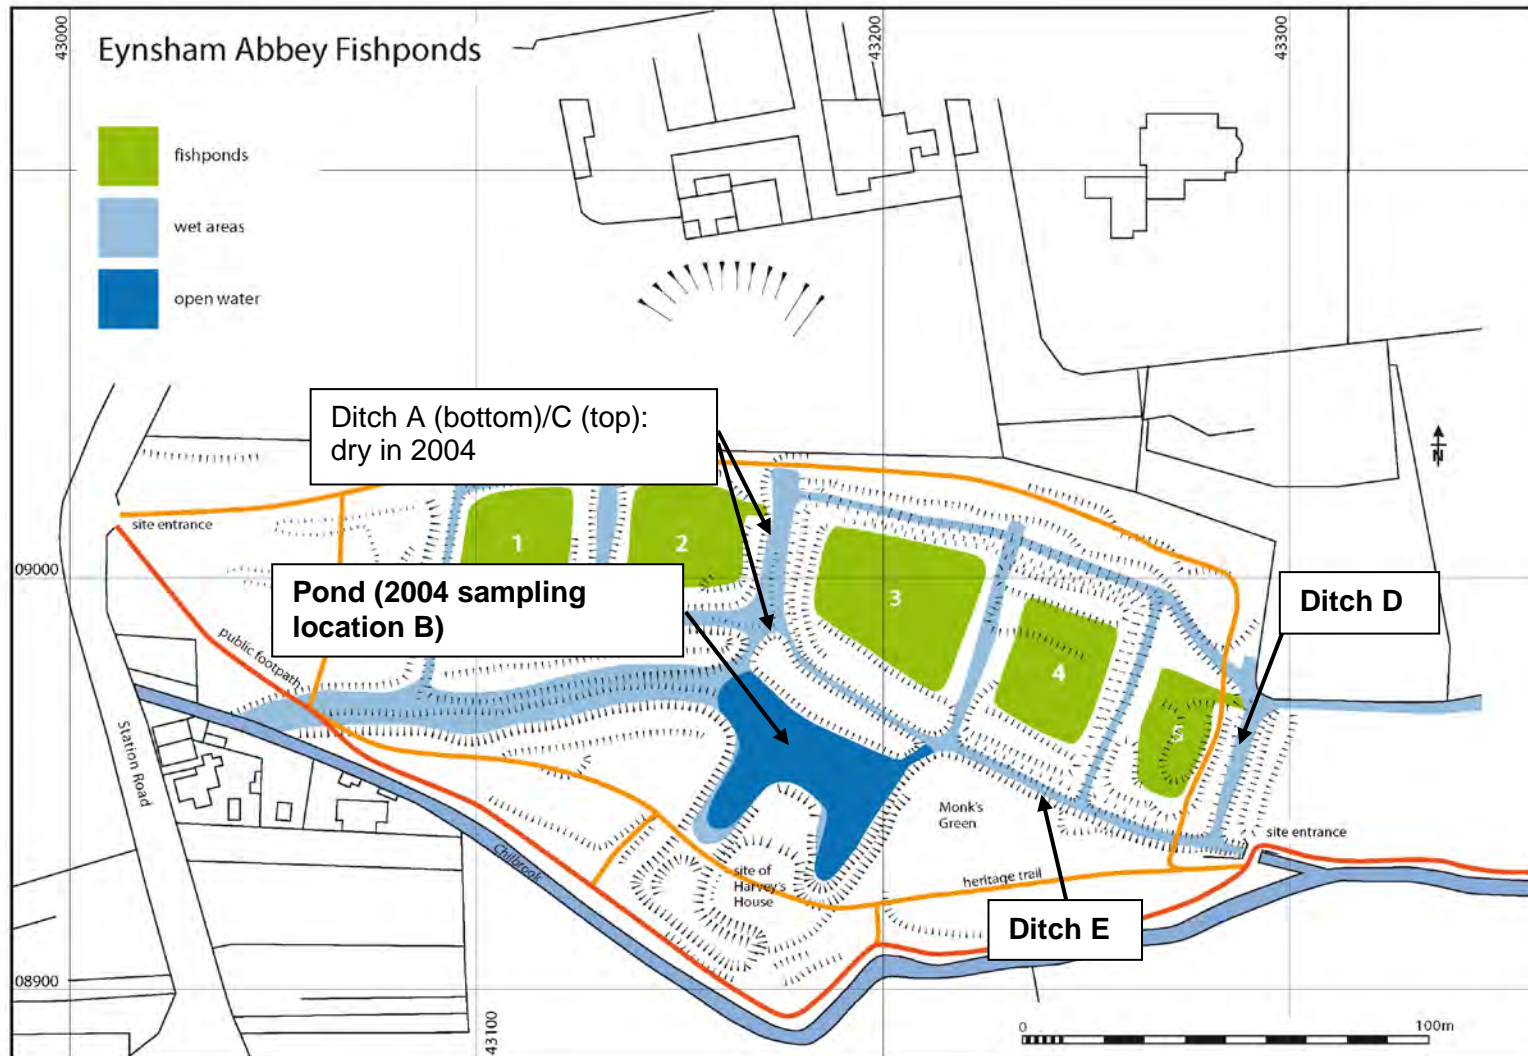 43000
43200
43300
Eynsham Abbey Fishponds
fishponds
wet areas
open water
Ditch A (bottom)/C (top):
dry in 2004
N
site entrance
1
2
3
4
5
09000
Pond (2004 sampling
location B)
Ditch D
public footpath
Station Road
Chilbrook
Monk's
Green
site entrance
site of
Harvey's
House
heritage trail
Ditch E
08900
43100
0
100m